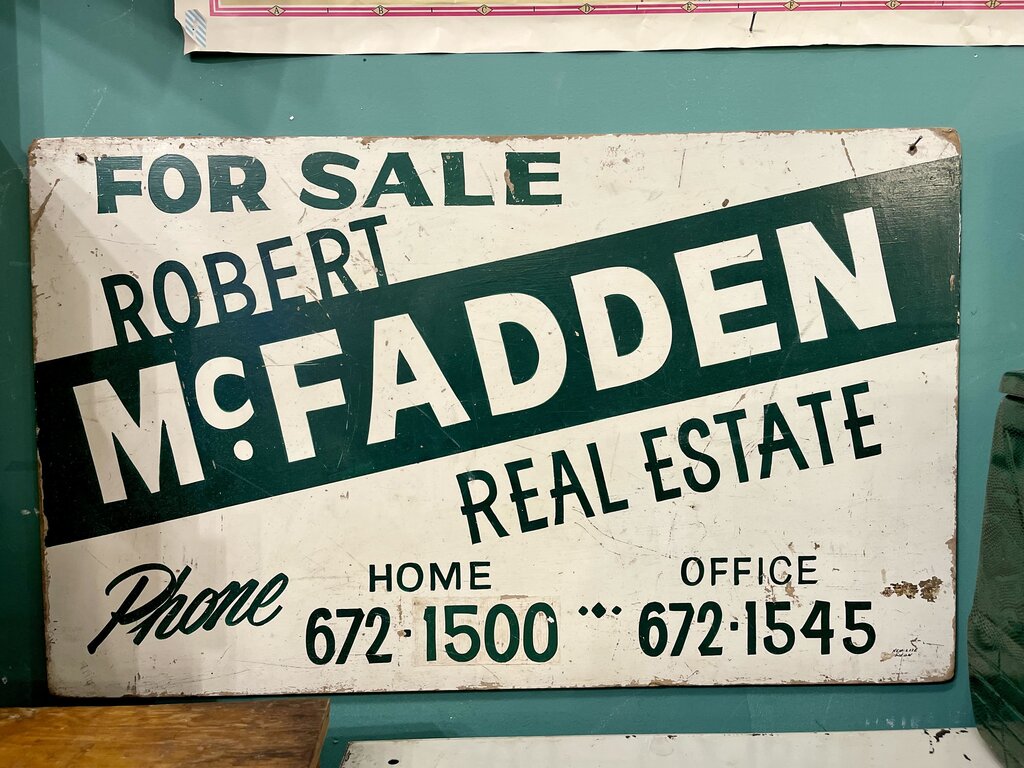 A B C D E F G H
FOR SALE
ROBERT
McFADDEN
REAL ESTATE
Phone
HOME
672·1500
OFFICE
672·1545